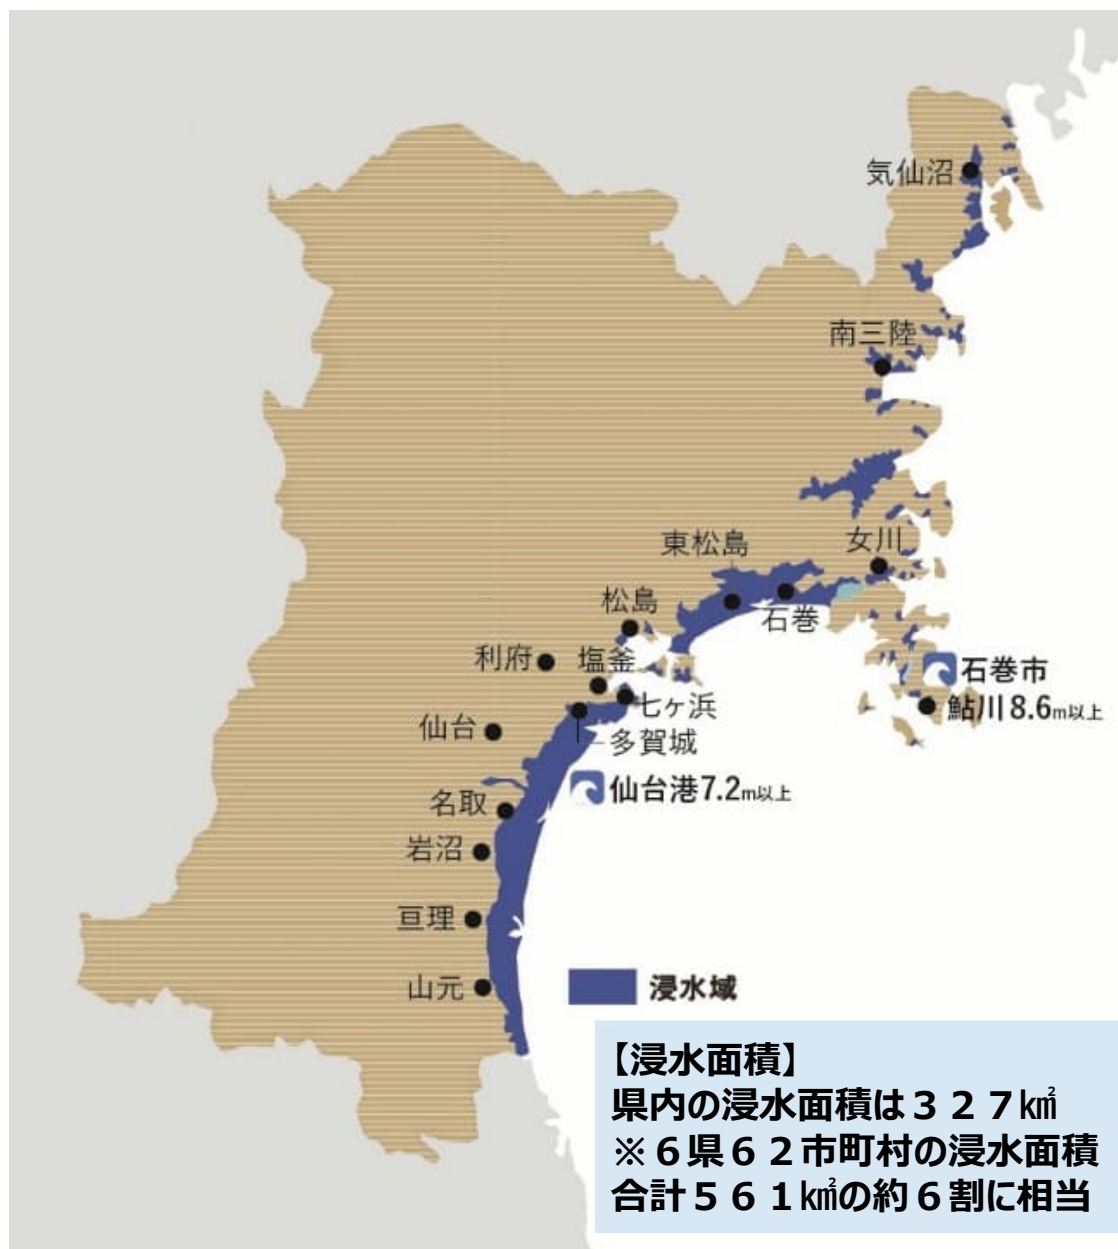 気仙沼
南三陸
女川
東松島
石巻
松島
利府
塩釜
七ヶ浜
多賀城
仙台
石巻市
鮎川8.6m以上
仙台港7.2m以上
名取
岩沼
亘理
山元
浸水域
【浸水面積】
県内の浸水面積は３２７㎢
※６県６２市町村の浸水面積
合計５６１㎢の約６割に相当